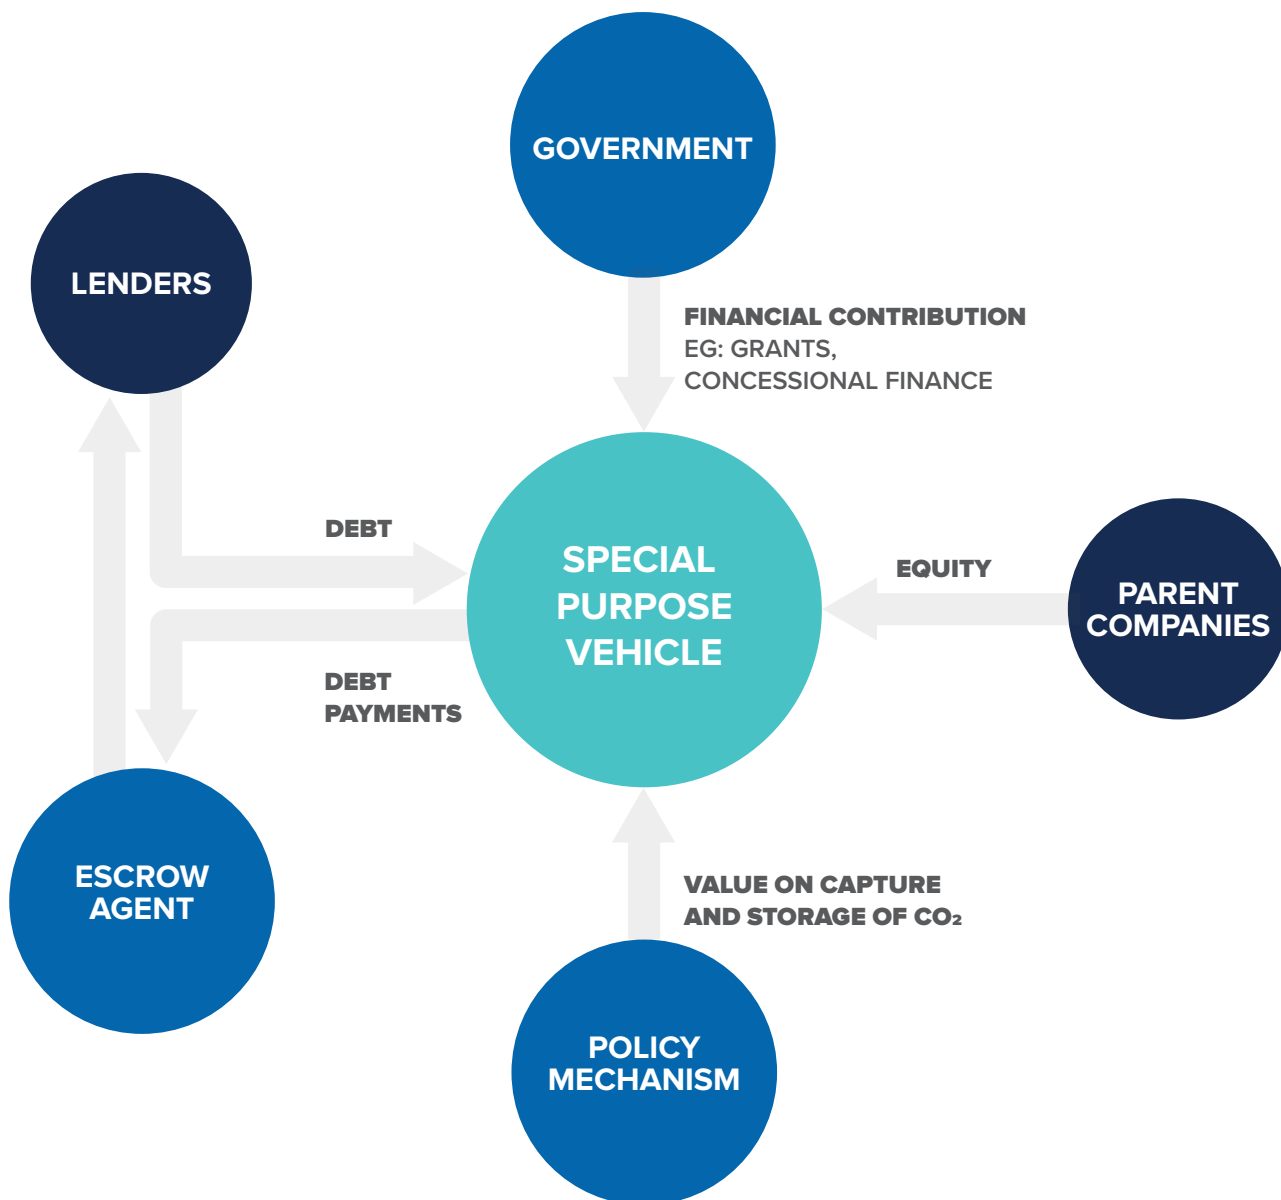 GOVERNMENT
LENDERS
FINANCIAL CONTRIBUTION
EG: GRANTS,
CONCESSIONAL FINANCE
DEBT
SPECIAL
PURPOSE
VEHICLE
EQUITY
PARENT
COMPANIES
DEBT
PAYMENTS
ESCROW
AGENT
VALUE ON CAPTURE
AND STORAGE OF CO₂
POLICY
MECHANISM